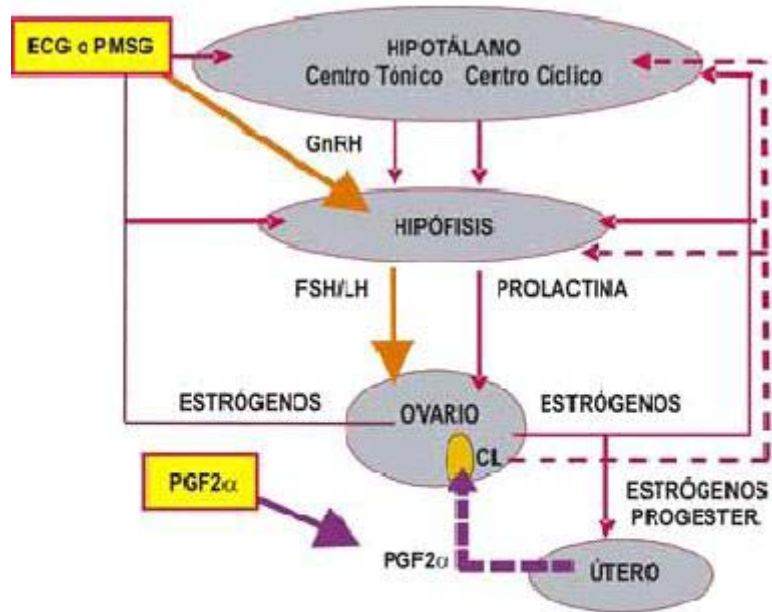 ECG o PMSG
HIPOTÁLANO
Centro Tónico Centro Cíclico
GnRH
HIPÓFISIS
FSH/LH
PROLACTINA
ESTRÓGENOS
OVARIO
ESTRÓGENOS
CL
PGF2α
ESTRÓGENOS
PROGESTER.
PGF2α
ÚTERO